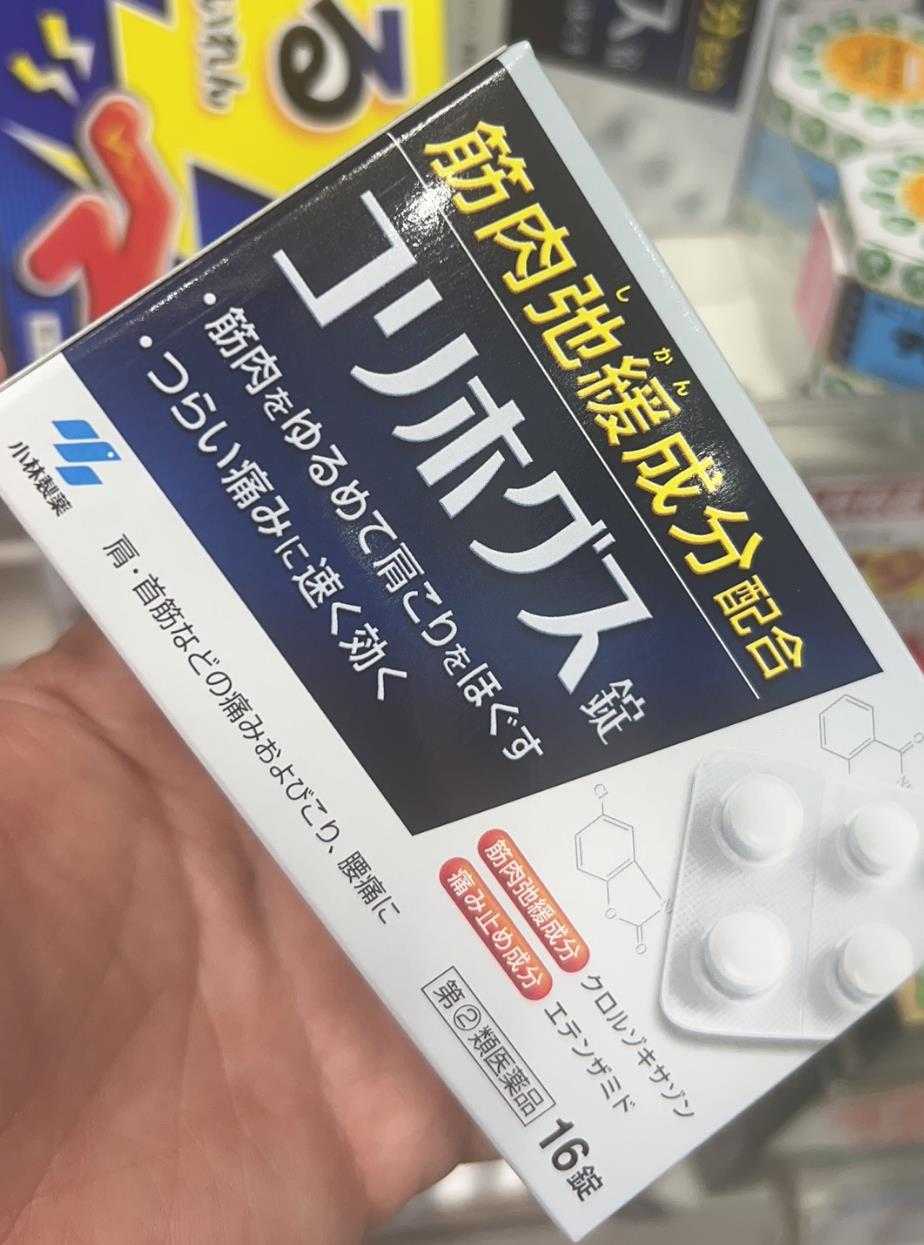 筋肉弛緩成分配合
しかん
コリホグス錠
・筋肉をゆるめて肩こりをほぐす
・つらい痛みに速く効く
小林製薬
肩・首筋などの痛みおよびこり、腰痛に
筋肉弛緩成分 クロルゾキサゾン
痛み止め成分 エテンザミド
第②類医薬品 16錠
Cl
O
O
O
いれん
る